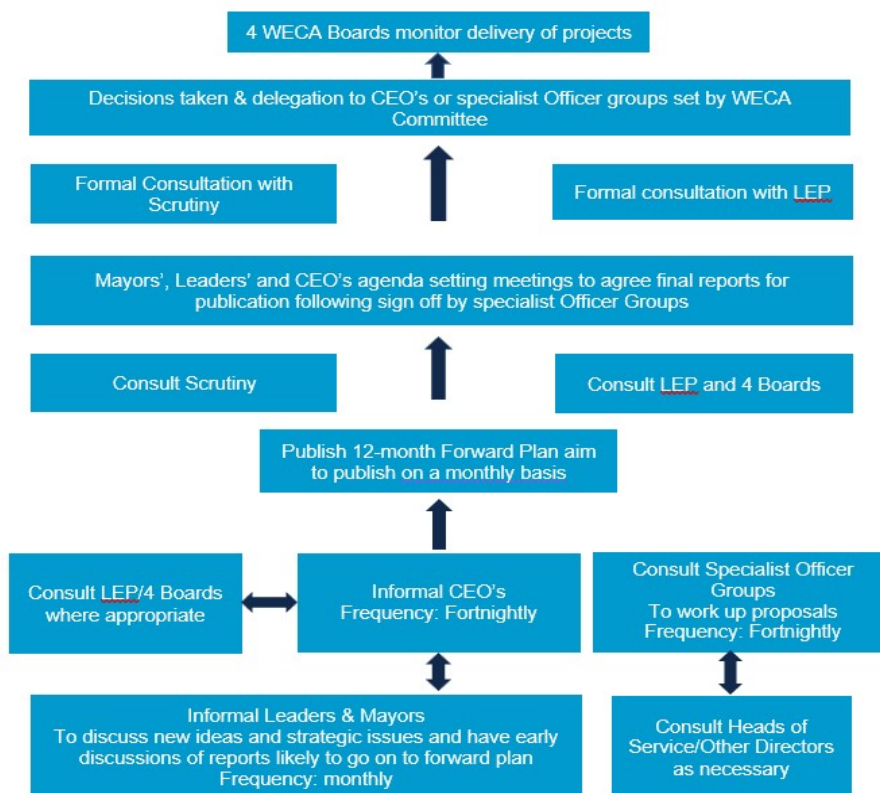 4 WECA Boards monitor delivery of projects
Decisions taken & delegation to CEO's or specialist Officer groups set by WECA
Committee
Formal Consultation with
Scrutiny
Formal consultation with LEP
Mayors', Leaders' and CEO's agenda setting meetings to agree final reports for
publication following sign off by specialist Officer Groups
Consult Scrutiny
Consult LEP and 4 Boards
Publish 12-month Forward Plan aim
to publish on a monthly basis
Consult LEP/4 Boards
where appropriate
Informal CEO's
Frequency: Fortnightly
Consult Specialist Officer
Groups
To work up proposals
Frequency: Fortnightly
Informal Leaders & Mayors
To discuss new ideas and strategic issues and have early
discussions of reports likely to go on to forward plan
Frequency: monthly
Consult Heads of
Service/Other Directors
as necessary